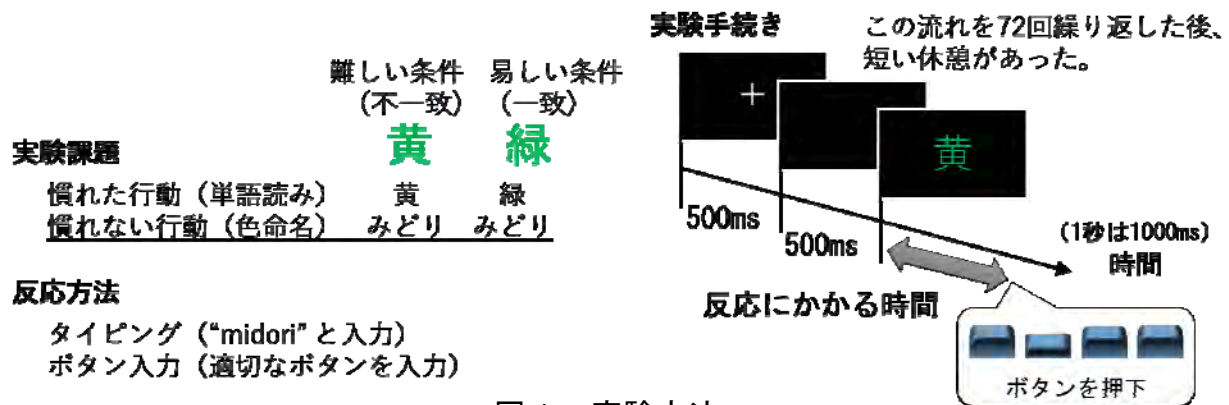 難しい条件 易しい条件
(不一致) (一致)
黄 緑
実験課題
慣れた行動（単語読み） 黄 緑
慣れない行動（色命名） みどり みどり
反応方法
タイピング（“midori” と入力）
ボタン入力（適切なボタンを入力）
実験手続き
この流れを72回繰り返した後、
短い休憩があった。
+
黄
500ms
500ms
(1秒は1000ms)
時間
反応にかかる時間
ボタンを押下